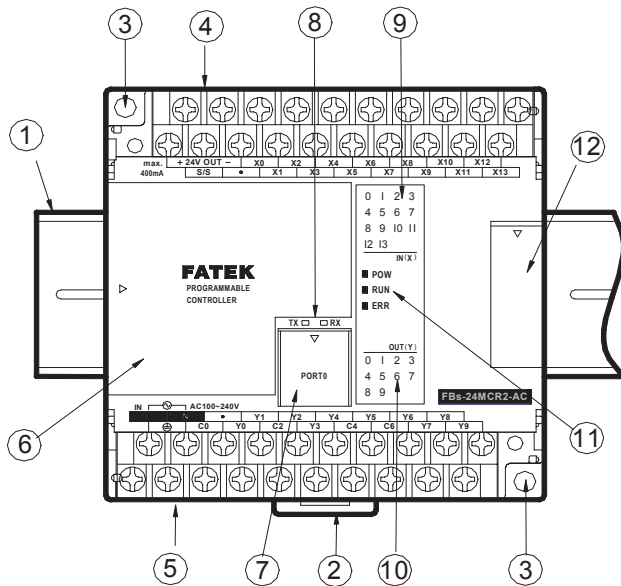 3 4 8 9
1 12
max. + 24V OUT − X0 X2 X4 X6 X8 X10 X12
400mA S/S • X1 X3 X5 X7 X9 X11 X13
0 1 2 3
4 5 6 7
8 9 10 11
12 13
IN(X)
POW
RUN
ERR
FATEK
PROGRAMMABLE
CONTROLLER
TX RX
PORT0
OUT(Y)
0 1 2 3
4 5 6 7
8 9
FBs-24MCR2-AC
IN AC100~240V
• Y1 Y2 Y4 Y5 Y6 Y8
C0 Y0 C2 Y3 C4 C6 Y7 Y9
6 11
5 7 2 10 3